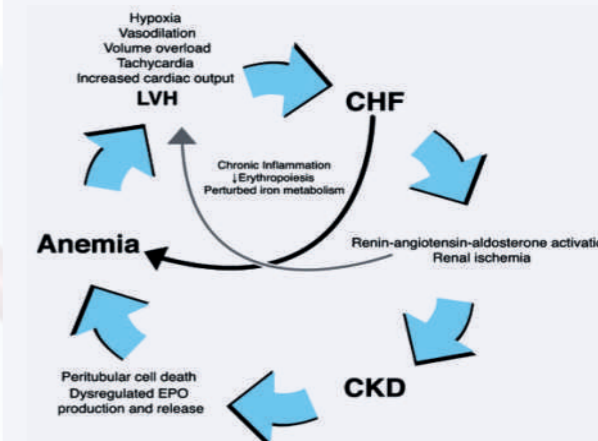 Hypoxia
Vasodilation
Volume overload
Tachycardia
Increased cardiac output
LVH
CHF
Chronic Inflammation
↓Erythropoiesis
Perturbed iron metabolism
Anemia
Renin-angiotensin-aldosterone activatio
Renal ischemia
Peritubular cell death
Dysregulated EPO
production and release
CKD